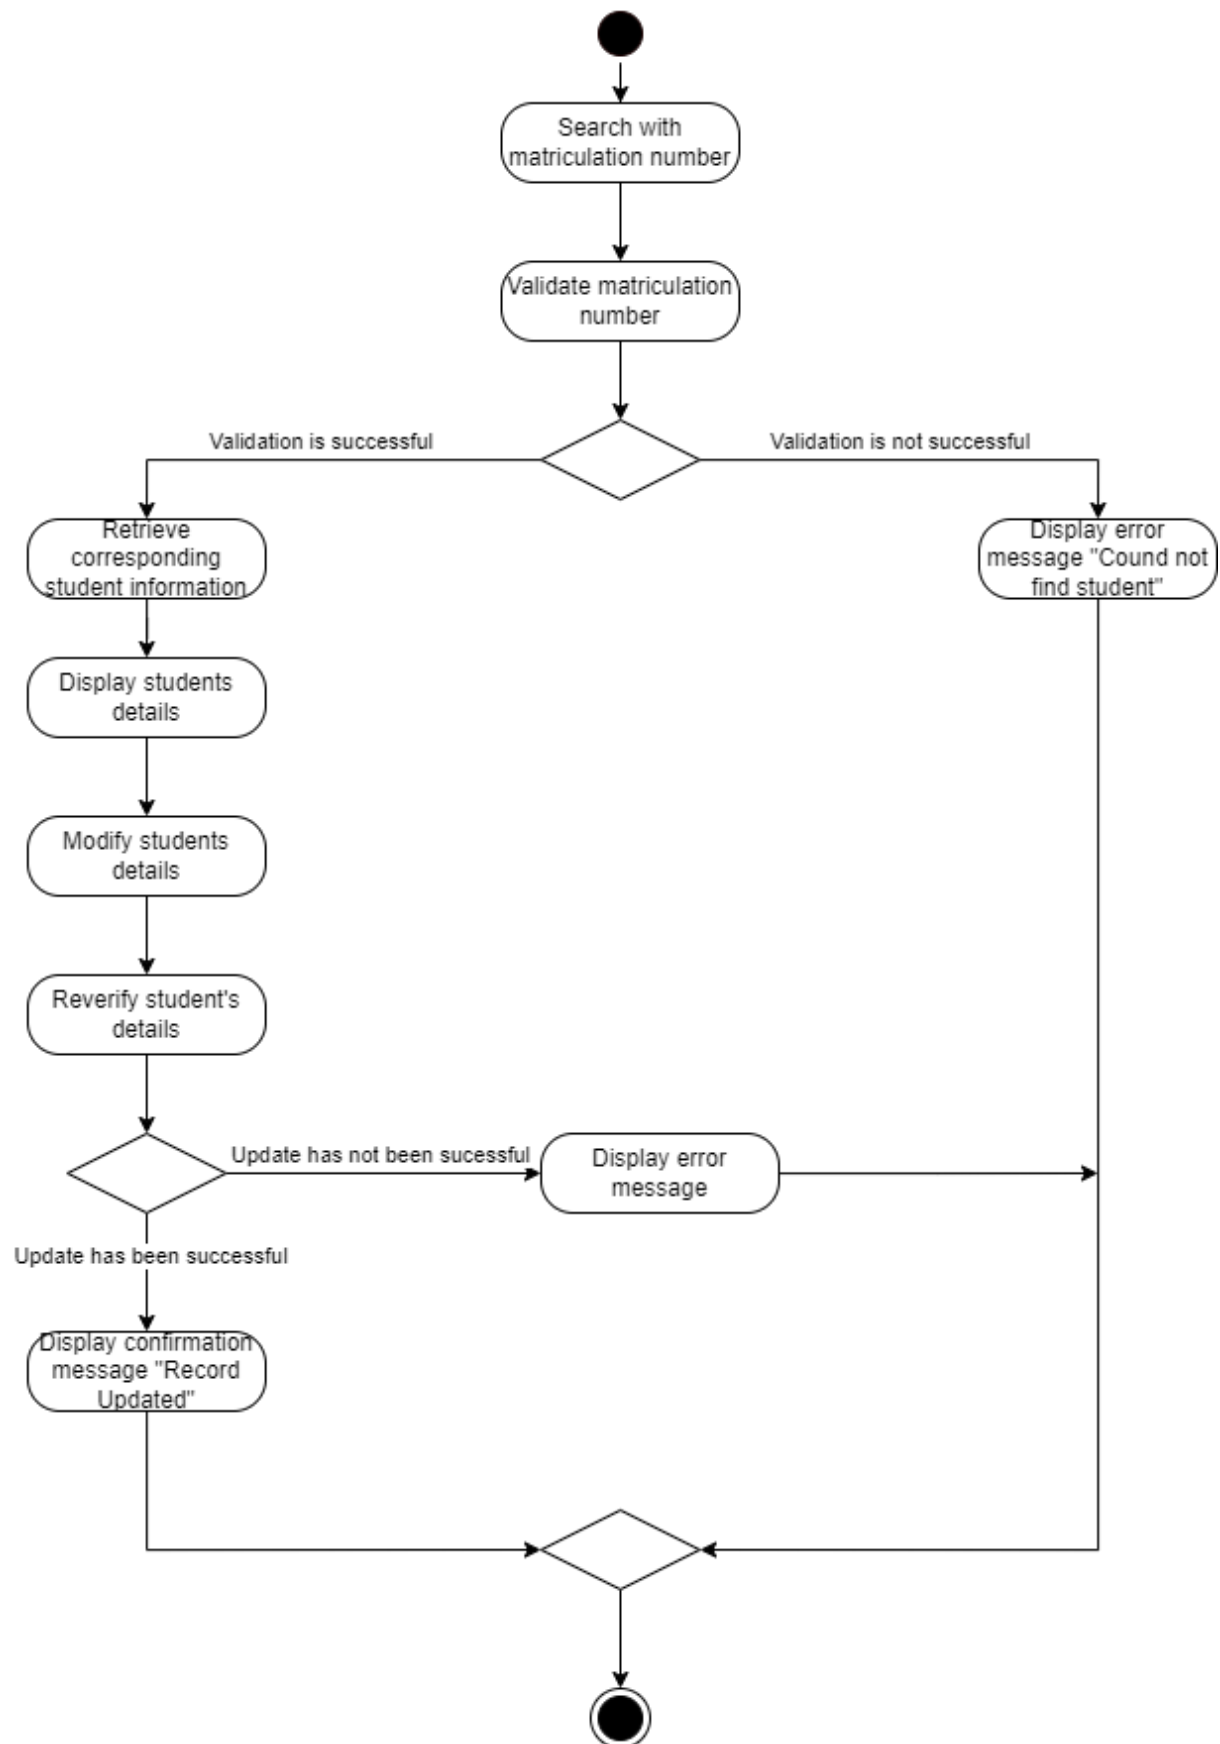 Search with
matriculation number
Validate matriculation
number
Validation is successful
Validation is not successful
Retrieve
corresponding
student information
Display error
message "Cound not
find student"
Display students
details
Modify students
details
Reverify student's
details
Update has not been sucessful
Display error
message
Update has been successful
Display confirmation
message "Record
Updated"